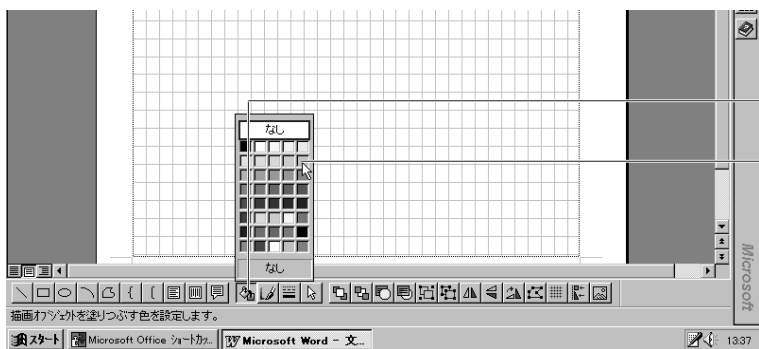 なし
なし
Microsoft
描画オブジェクトを塗りつぶす色を設定します。
スタート
Microsoft Office ショートカッ...
Microsoft Word - 文...
13:37